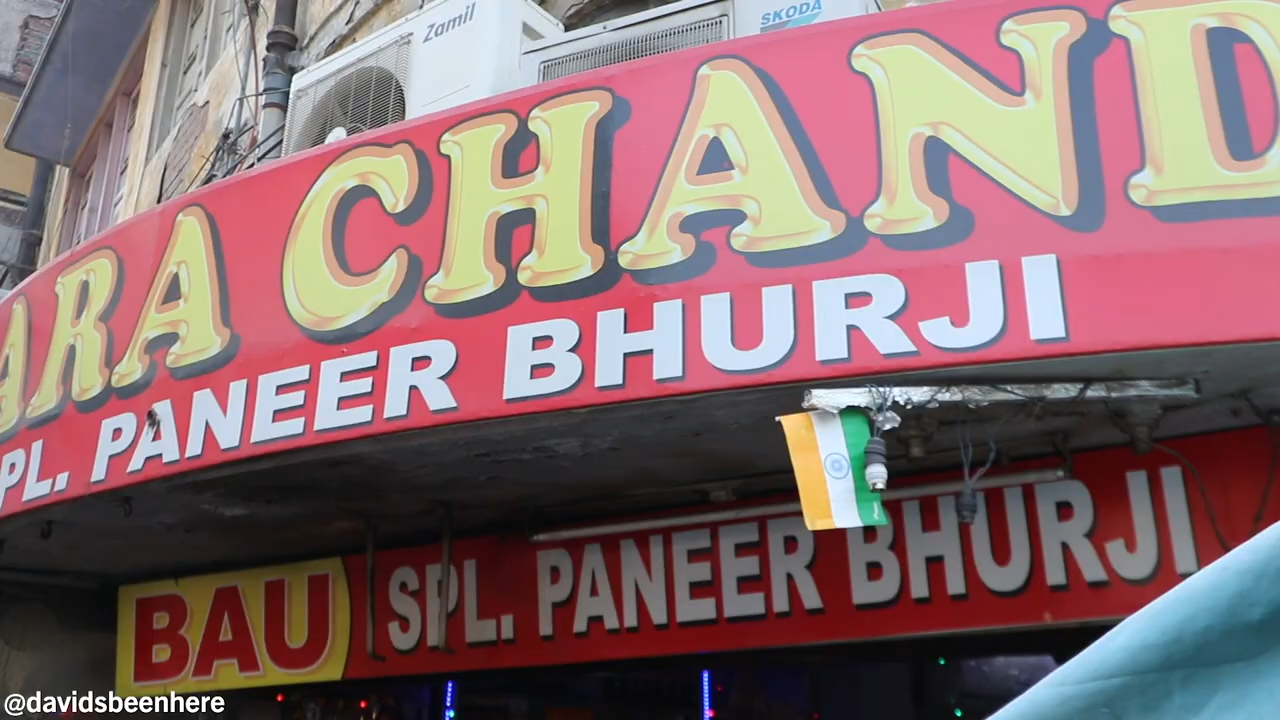 Zamil
SKODA
ARA CHAND
SPL. PANEER BHURJI
BAU
SPL. PANEER BHURJI
@davidsbeenhere